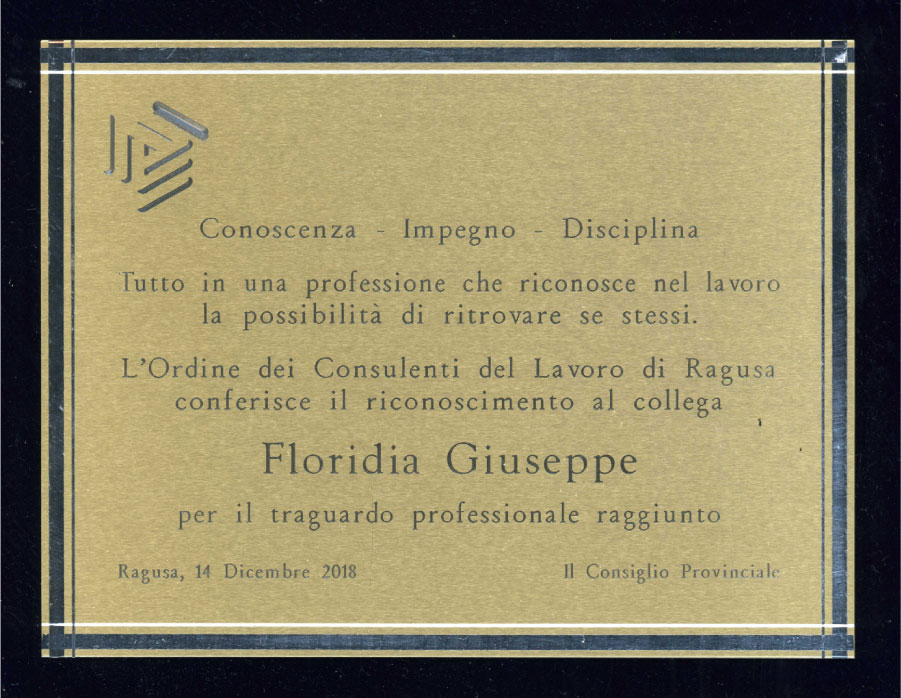 Conoscenza - Impegno - Disciplina
Tutto in una professione che riconosce nel lavoro
la possibilità di ritrovare se stessi.
L'Ordine dei Consulenti del Lavoro di Ragusa
conferisce il riconoscimento al collega
Floridia Giuseppe
per il traguardo professionale raggiunto
Ragusa, 14 Dicembre 2018 Il Consiglio Provinciale